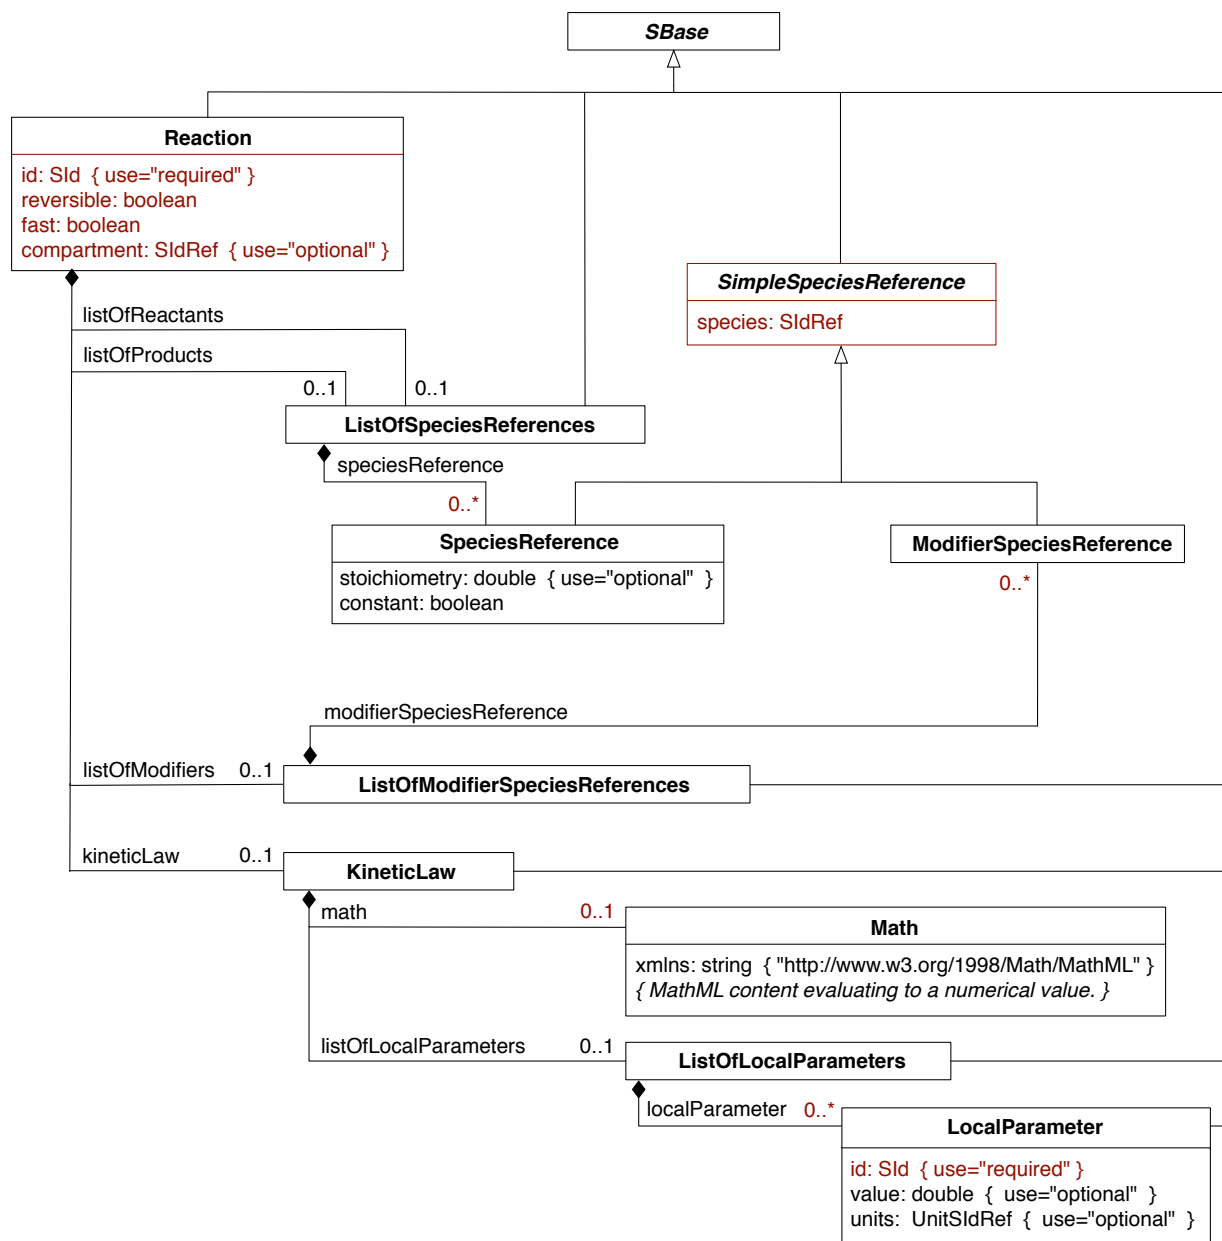 SBase
Reaction
id: SId { use="required" }
reversible: boolean
fast: boolean
compartment: SIdRef { use="optional" }
SimpleSpeciesReference
species: SIdRef
listOfReactants
listOfProducts
0..1
0..1
ListOfSpeciesReferences
speciesReference
0..*
SpeciesReference
stoichiometry: double { use="optional" }
constant: boolean
ModifierSpeciesReference
0..*
modifierSpeciesReference
listOfModifiers 0..1
ListOfModifierSpeciesReferences
kineticLaw 0..1
KineticLaw
math 0..1
Math
xmlns: string { "http://www.w3.org/1998/Math/MathML" }
{ MathML content evaluating to a numerical value. }
listOfLocalParameters 0..1
ListOfLocalParameters
localParameter 0..*
LocalParameter
id: SId { use="required" }
value: double { use="optional" }
units: UnitSIdRef { use="optional" }